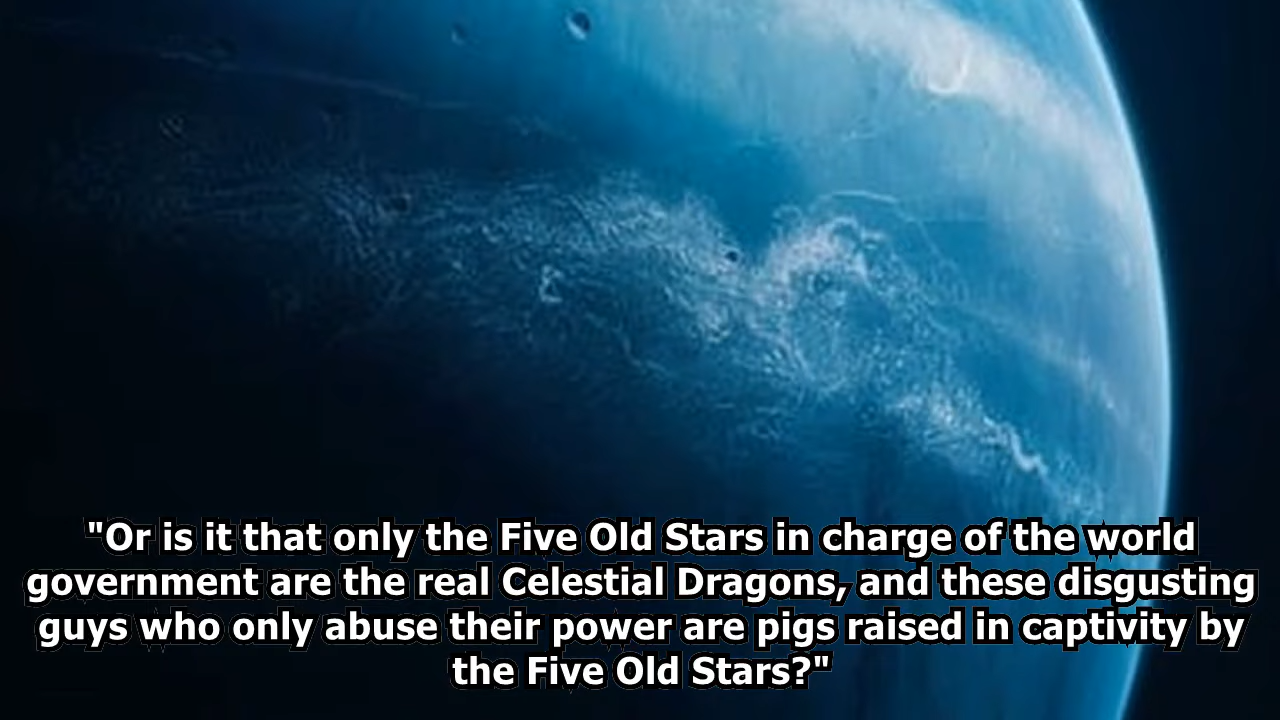 "Or is it that only the Five Old Stars in charge of the world
government are the real Celestial Dragons, and these disgusting
guys who only abuse their power are pigs raised in captivity by
the Five Old Stars?"